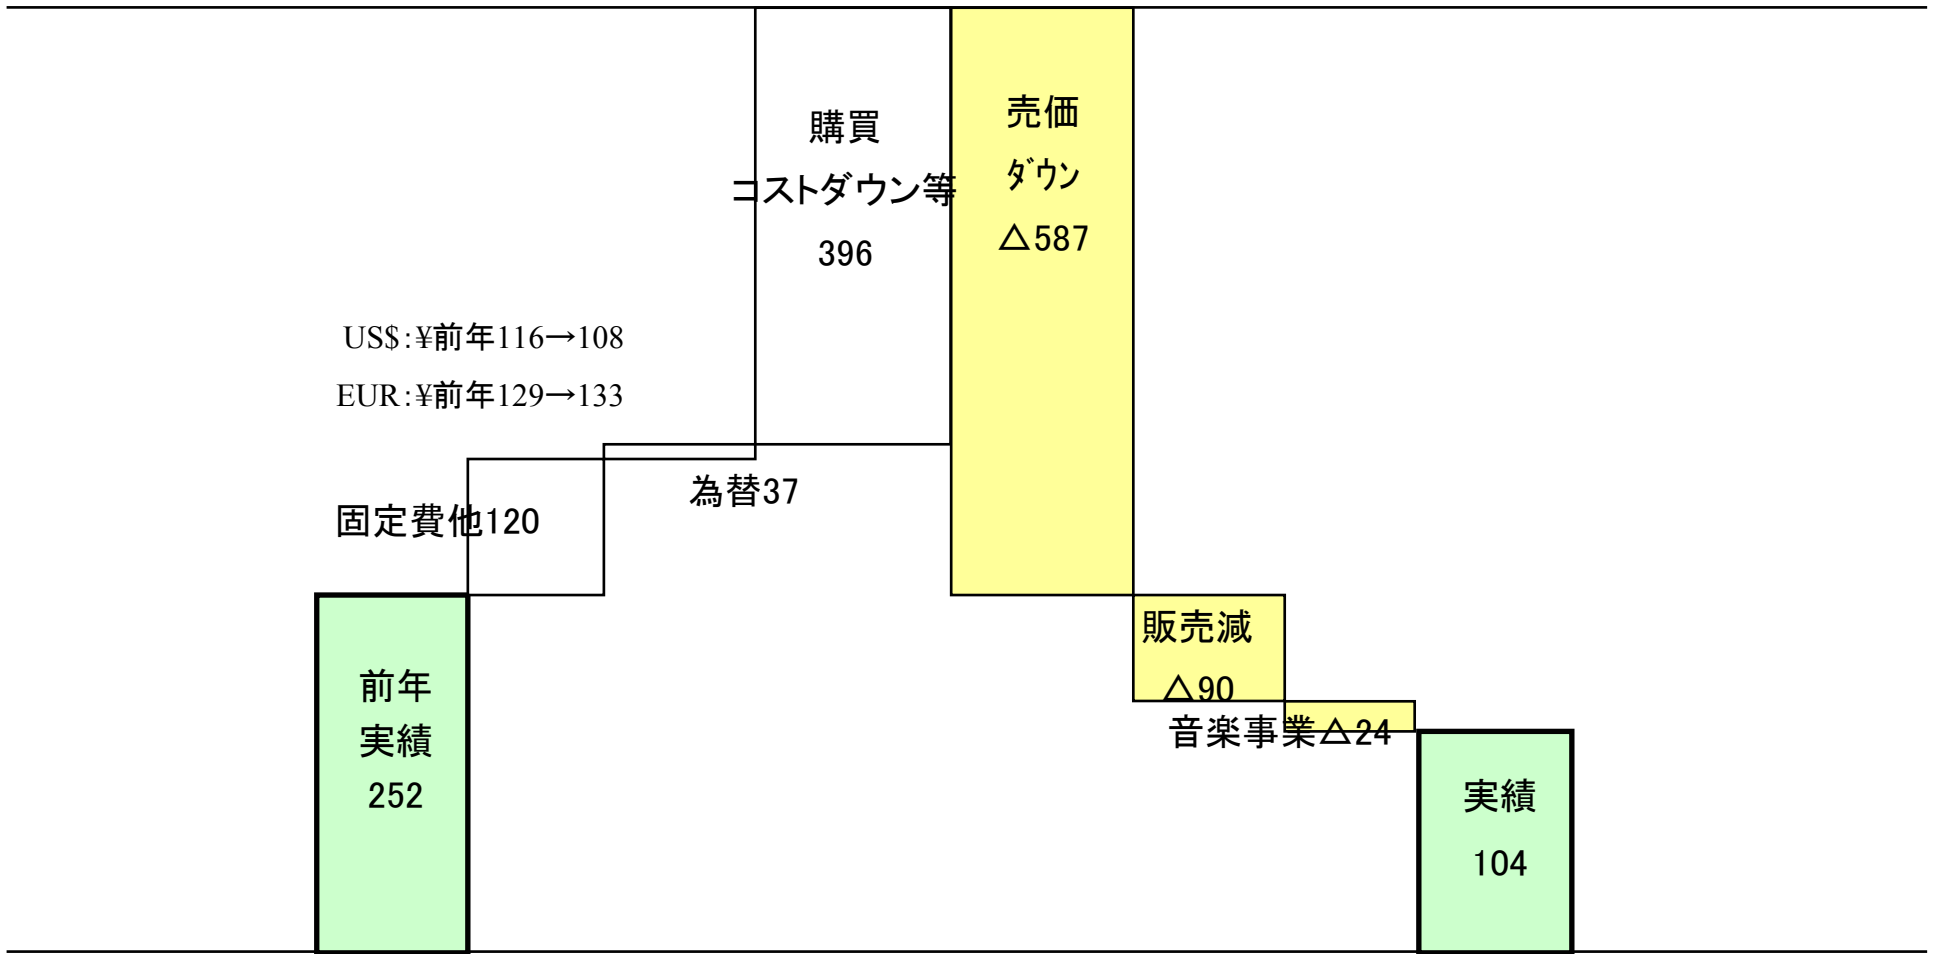 購買
コストダウン等
396
売価
ﾀﾞｳﾝ
△587
US$:¥前年116→108
EUR:¥前年129→133
為替37
固定費他120
前年
実績
252
販売減
△90
音楽事業△24
実績
104